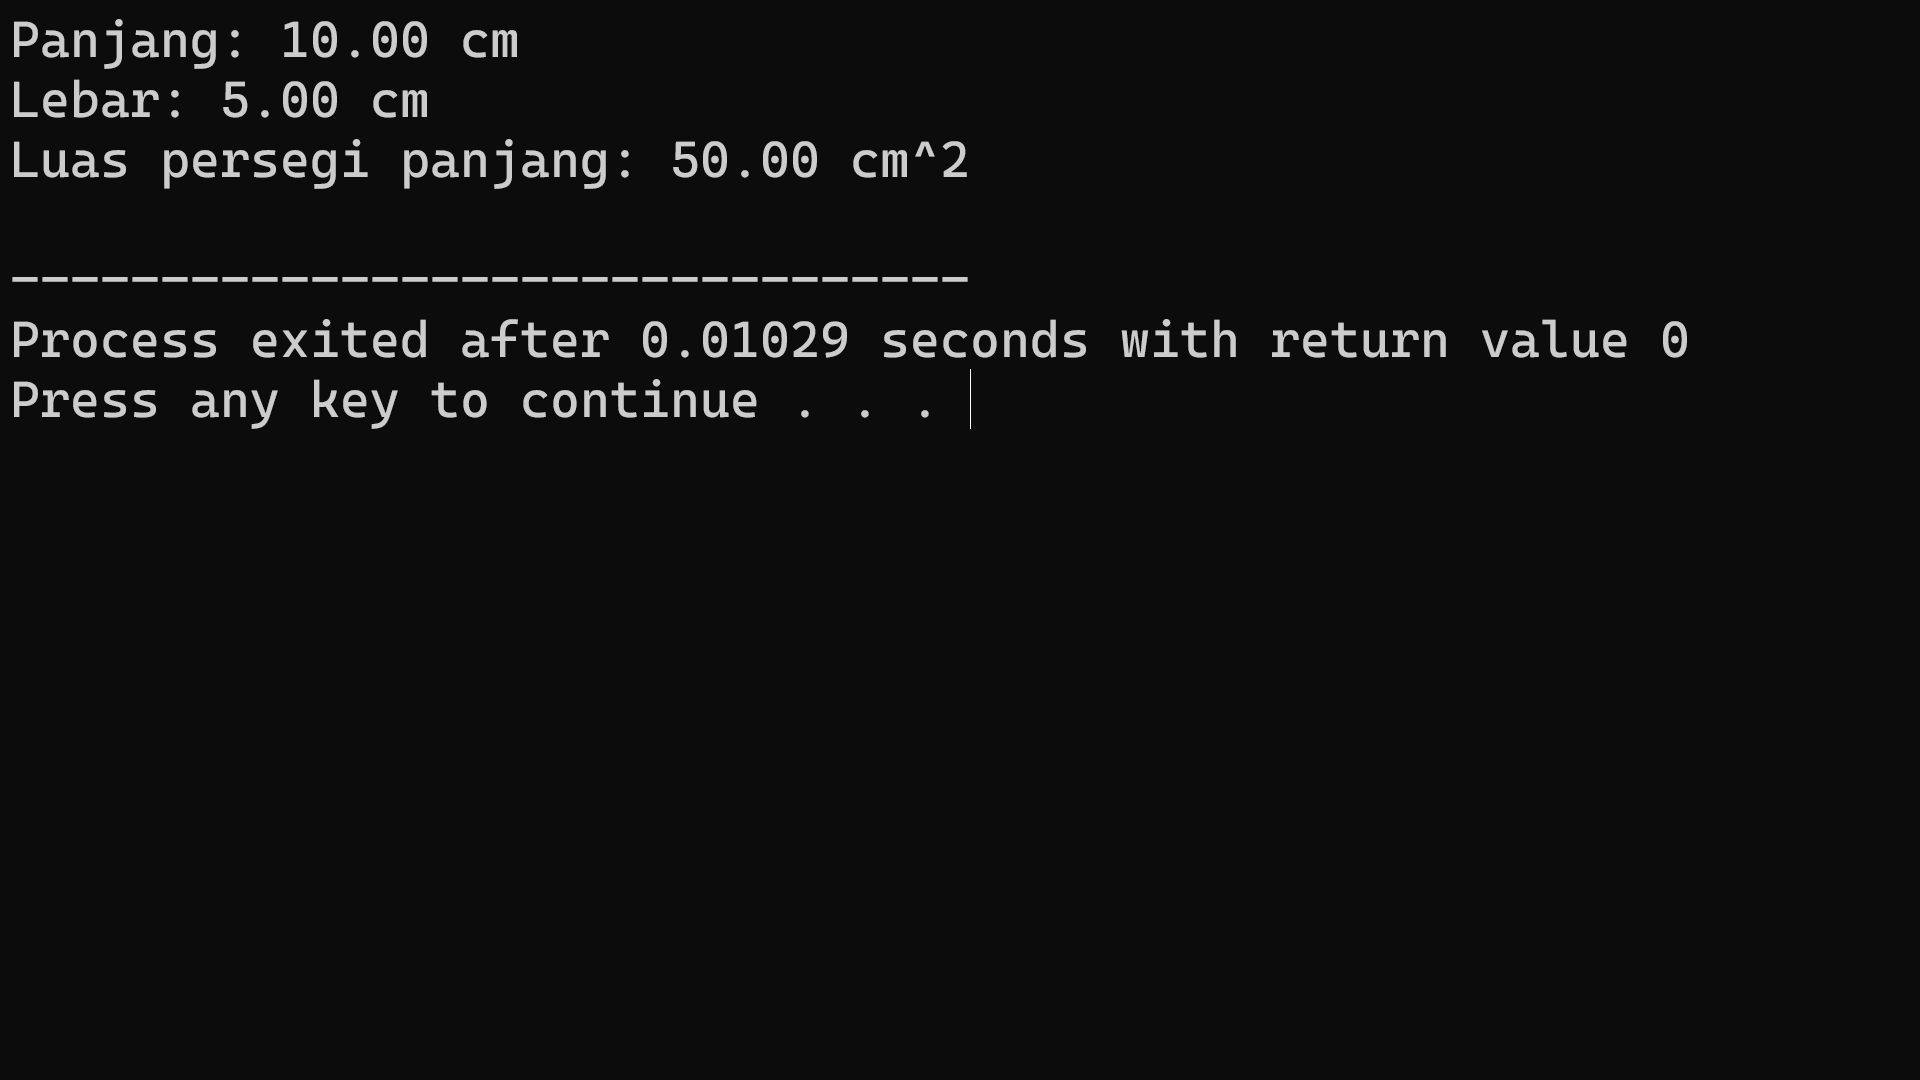 Panjang: 10.00 cm
Lebar: 5.00 cm
Luas persegi panjang: 50.00 cm^2
--------------------------------
Process exited after 0.01029 seconds with return value 0
Press any key to continue . . .